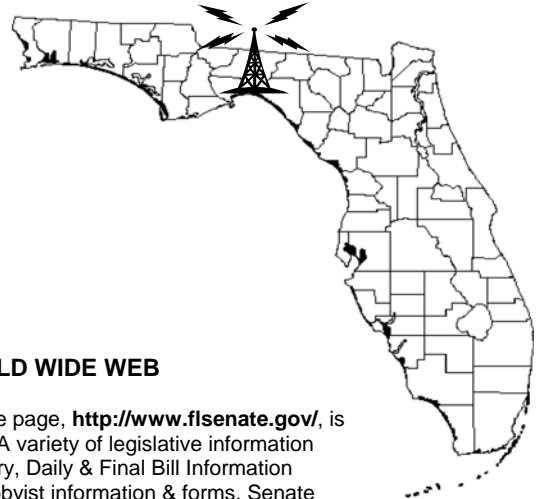 LD WIDE WEB
e page, http://www.flsenate.gov/, is
A variety of legislative information
ry, Daily & Final Bill Information
bbyist information & forms, Senate